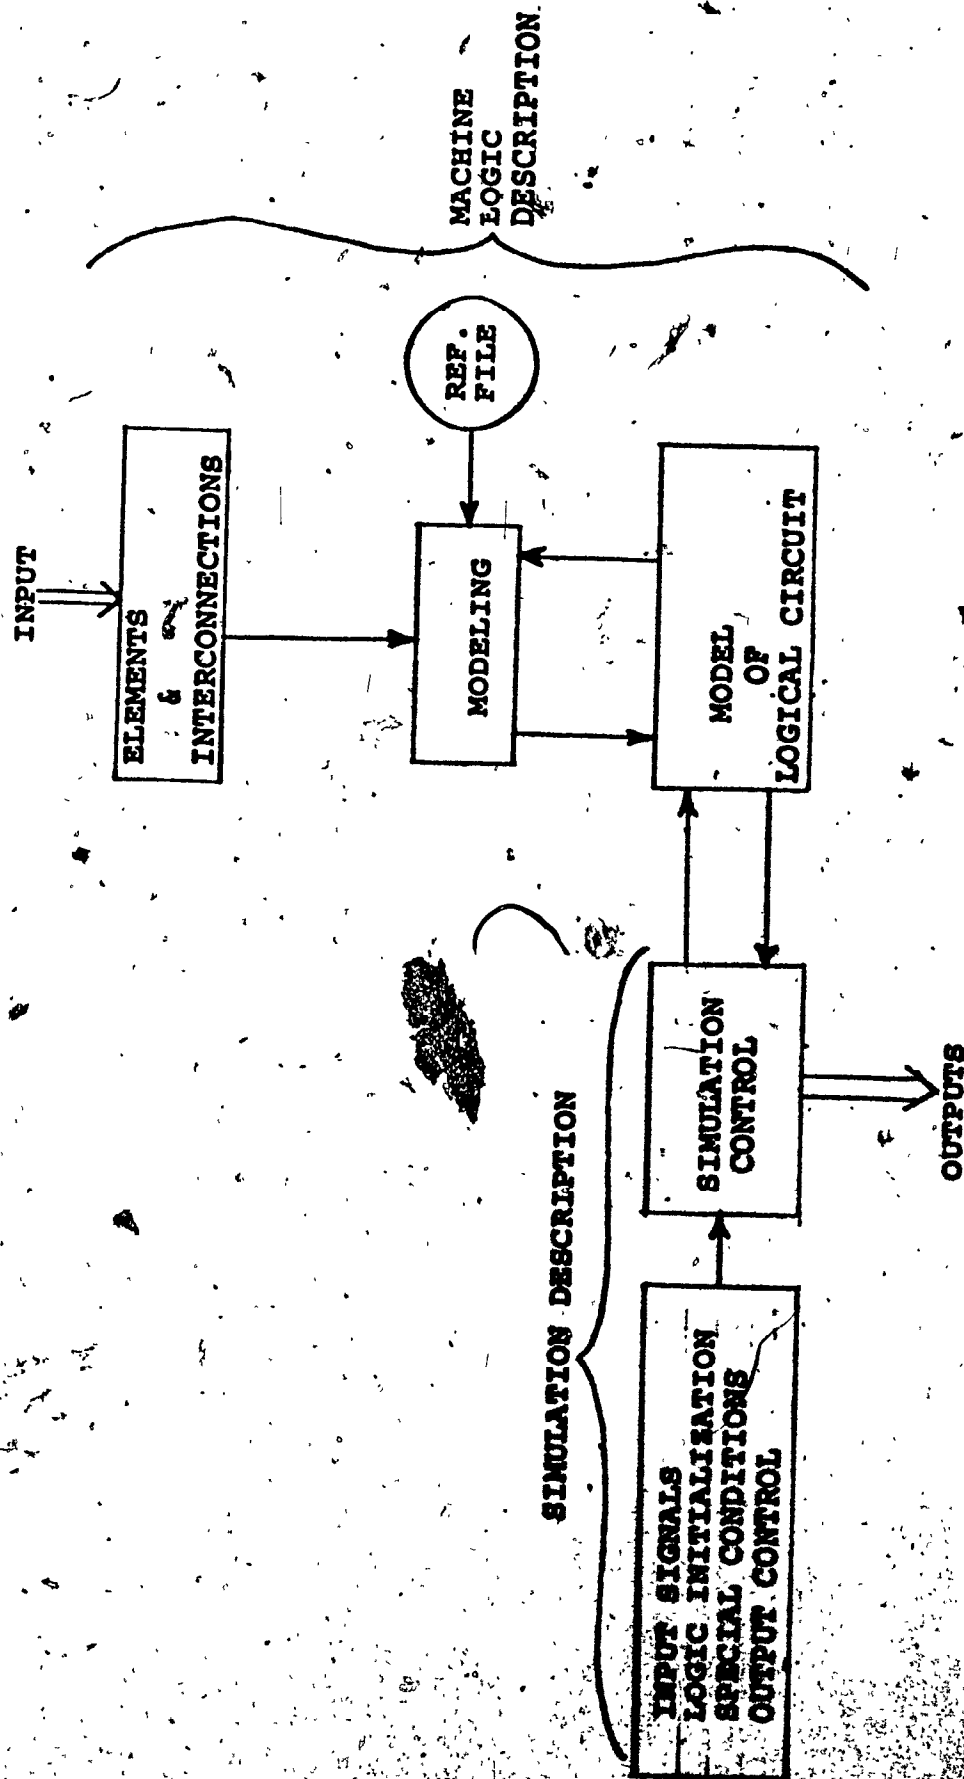 INPUT
ELEMENTS
&
INTERCONNECTIONS
MODELING
REF.
FILE
MACHINE
LOGIC
DESCRIPTION
MODEL
OF
LOGICAL CIRCUIT
SIMULATION DESCRIPTION
SIMULATION
CONTROL
INPUT SIGNALS
LOGIC INITIALIZATION
SPECIAL CONDITIONS
OUTPUT CONTROL
OUTPUTS